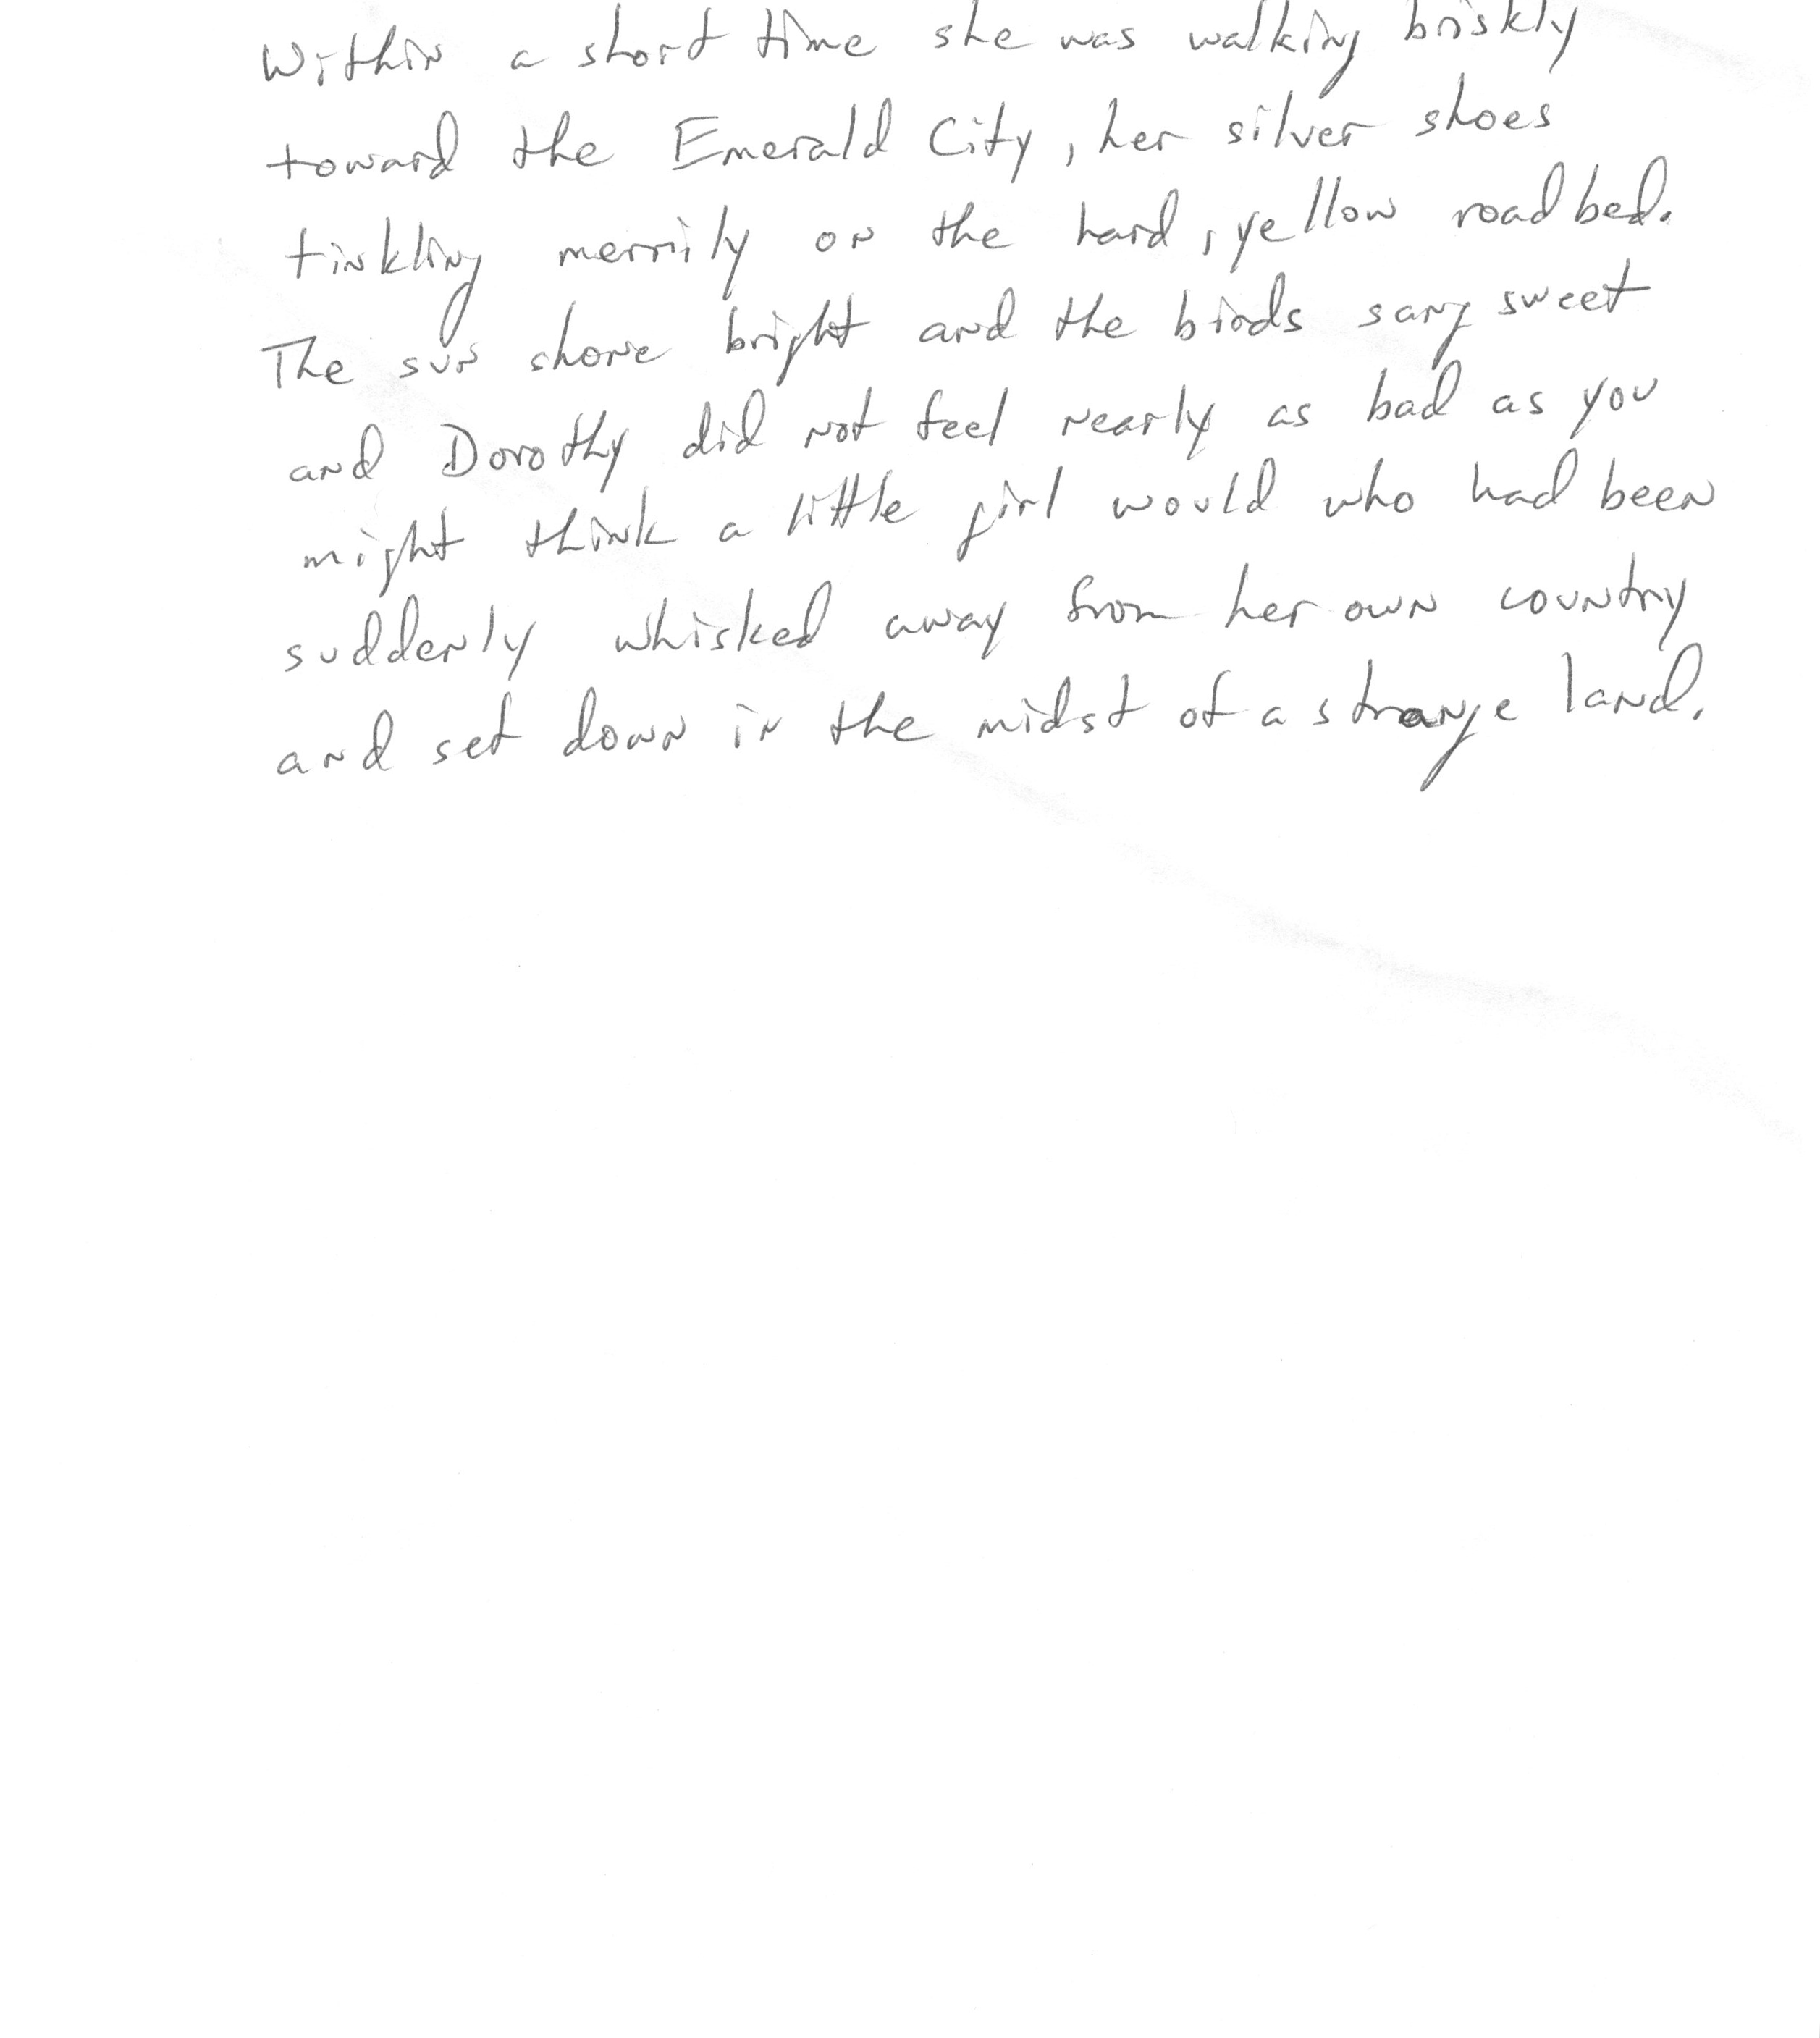 Within a short time she was walking briskly
toward the Emerald City, her silver shoes
tinkling merrily on the hard, yellow roadbed.
The sun shone bright and the birds sang sweet
and Dorothy did not feel nearly as bad as you
might think a little girl would who had been
suddenly whisked away from her own country
and set down in the midst of a strange land.